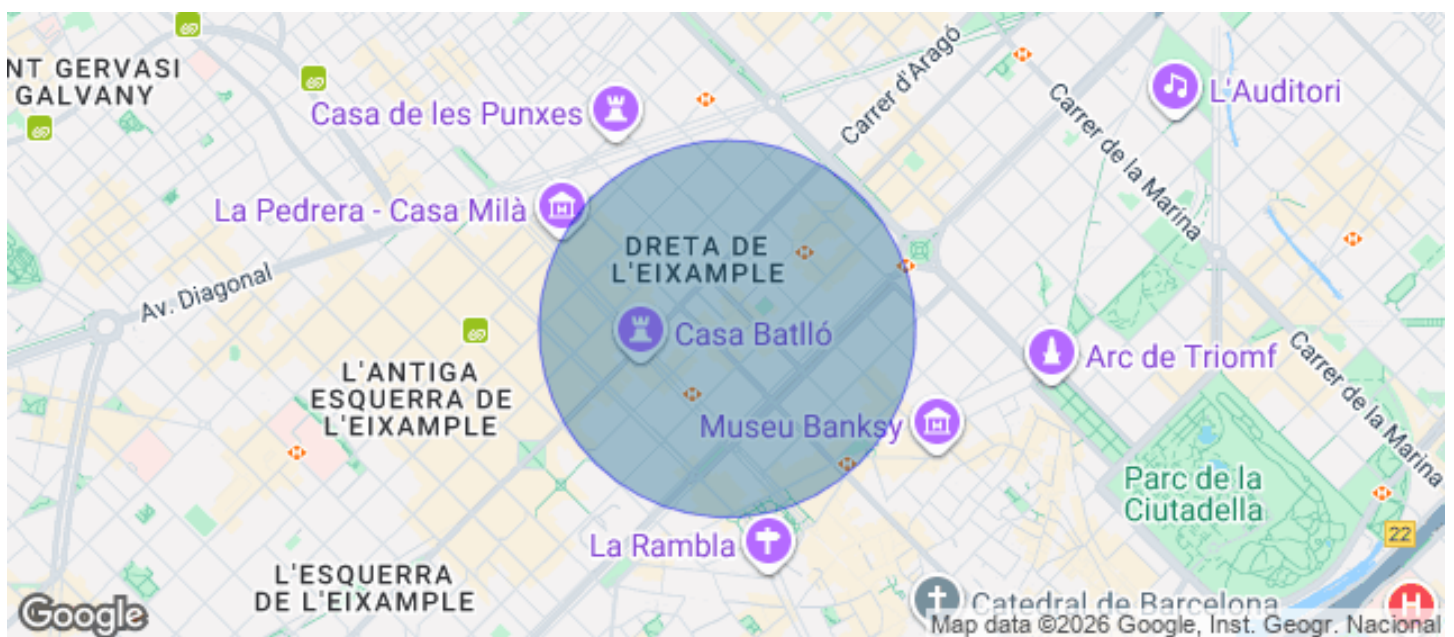 NT GERVASI
GALVANY
Casa de les Punxes
Carrer d'Aragó
L'Auditori
Carrer de la Marina
La Pedrera - Casa Milà
DRETA DE
L'EIXAMPLE
Av. Diagonal
Casa Batlló
Arc de Triomf
Carrer de la Marina
L'ANTIGA
ESQUERRA DE
L'EIXAMPLE
Museu Banksy
Parc de la
Ciutadella
La Rambla
22
L'ESQUERRA
DE L'EIXAMPLE
Catedral de Barcelona
H
Google
Map data ©2026 Google, Inst. Geogr. Nacional